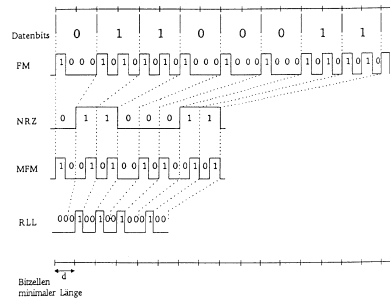 Datenbits 0 1 1 0 0 0 1 1
FM 1 0 0 0 1 0 1 0 1 0 1 0 1 0 0 0 1 0 0 0 1 0 0 0 1 0 1 0 1 0 1 0
NRZ 0 1 1 0 0 0 1 1
MFM 1 0 0 1 0 1 0 0 1 0 1 0 0 1 0 1
RLL 0 0 0 1 0 0 1 0 0 1 0 0 0 1 0 0
d
Bitzellen
minimaler Länge